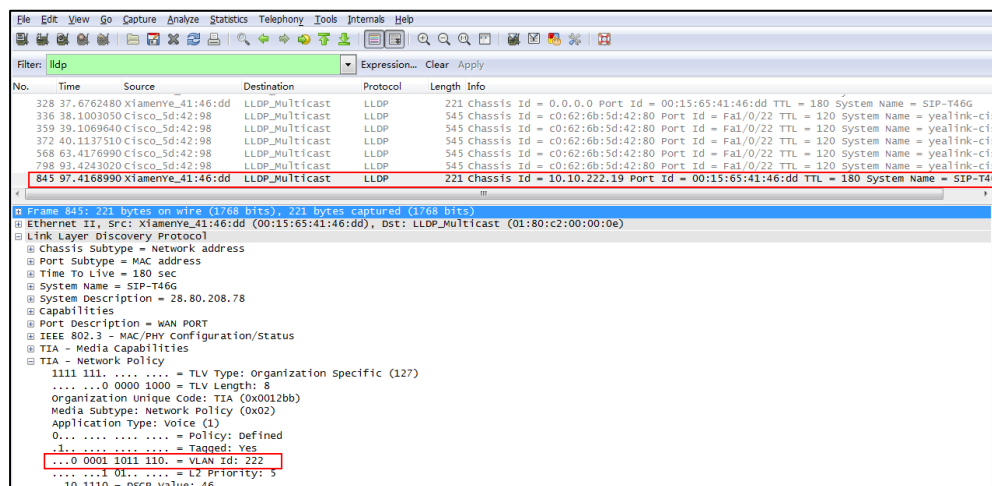 File Edit View Go Capture Analyze Statistics Telephony Tools Internals Help
Filter: lldp Expression... Clear Apply
No. Time Source Destination Protocol Length Info
328 37.6762480 XiamenYe_41:46:dd LLDP_Multicast LLDP 221 Chassis Id = 0.0.0.0 Port Id = 00:15:65:41:46:dd TTL = 180 System Name = SIP-T46G
336 38.1003050 Cisco_5d:42:98 LLDP_Multicast LLDP 545 Chassis Id = c0:62:6b:5d:42:80 Port Id = Fa1/0/22 TTL = 120 System Name = yealink-cis
359 39.1069640 Cisco_5d:42:98 LLDP_Multicast LLDP 545 Chassis Id = c0:62:6b:5d:42:80 Port Id = Fa1/0/22 TTL = 120 System Name = yealink-cis
372 40.1137510 Cisco_5d:42:98 LLDP_Multicast LLDP 545 Chassis Id = c0:62:6b:5d:42:80 Port Id = Fa1/0/22 TTL = 120 System Name = yealink-cis
568 63.4176990 Cisco_5d:42:98 LLDP_Multicast LLDP 545 Chassis Id = c0:62:6b:5d:42:80 Port Id = Fa1/0/22 TTL = 120 System Name = yealink-cis
798 93.4243020 Cisco_5d:42:98 LLDP_Multicast LLDP 545 Chassis Id = c0:62:6b:5d:42:80 Port Id = Fa1/0/22 TTL = 120 System Name = yealink-cis
845 97.4168990 XiamenYe_41:46:dd LLDP_Multicast LLDP 221 Chassis Id = 10.10.222.19 Port Id = 00:15:65:41:46:dd TTL = 180 System Name = SIP-T46
Frame 845: 221 bytes on wire (1768 bits), 221 bytes captured (1768 bits)
Ethernet II, Src: XiamenYe_41:46:dd (00:15:65:41:46:dd), Dst: LLDP_Multicast (01:80:c2:00:00:0e)
Link Layer Discovery Protocol
Chassis Subtype = Network address
Port Subtype = MAC address
Time To Live = 180 sec
System Name = SIP-T46G
System Description = 28.80.208.78
Capabilities
Port Description = WAN PORT
IEEE 802.3 - MAC/PHY Configuration/Status
TIA - Media Capabilities
TIA - Network Policy
1111 111. .... .... = TLV Type: Organization Specific (127)
.... ...0 0000 1000 = TLV Length: 8
Organization Unique Code: TIA (0x0012bb)
Media Subtype: Network Policy (0x02)
Application Type: Voice (1)
0... .... .... .... = Policy: Defined
.1.. .... .... .... = Tagged: Yes
...0 0001 1011 110. = VLAN Id: 222
.... ...1 01.. .... = L2 Priority: 5
..10 1110 = DSCP Value: 46